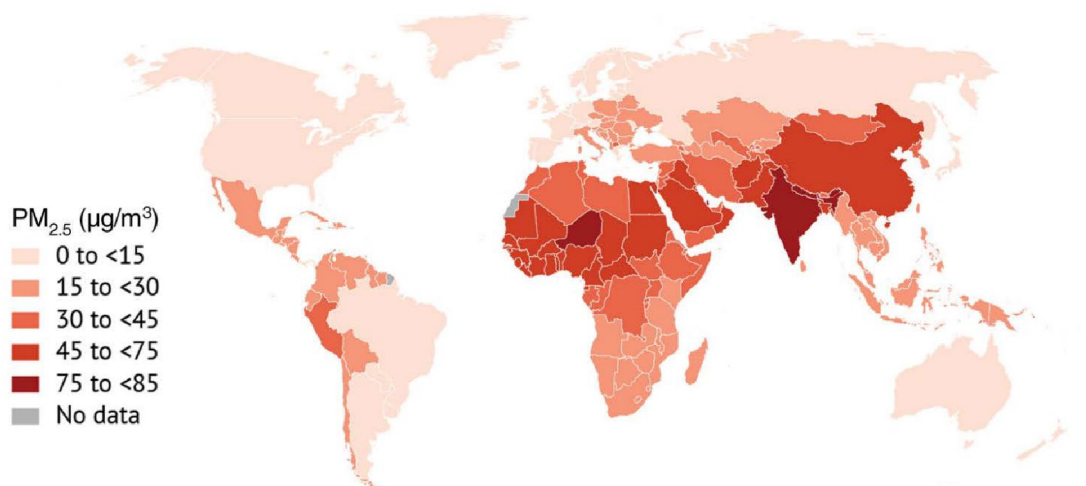 PM2.5 (µg/m3)
0 to <15
15 to <30
30 to <45
45 to <75
75 to <85
No data